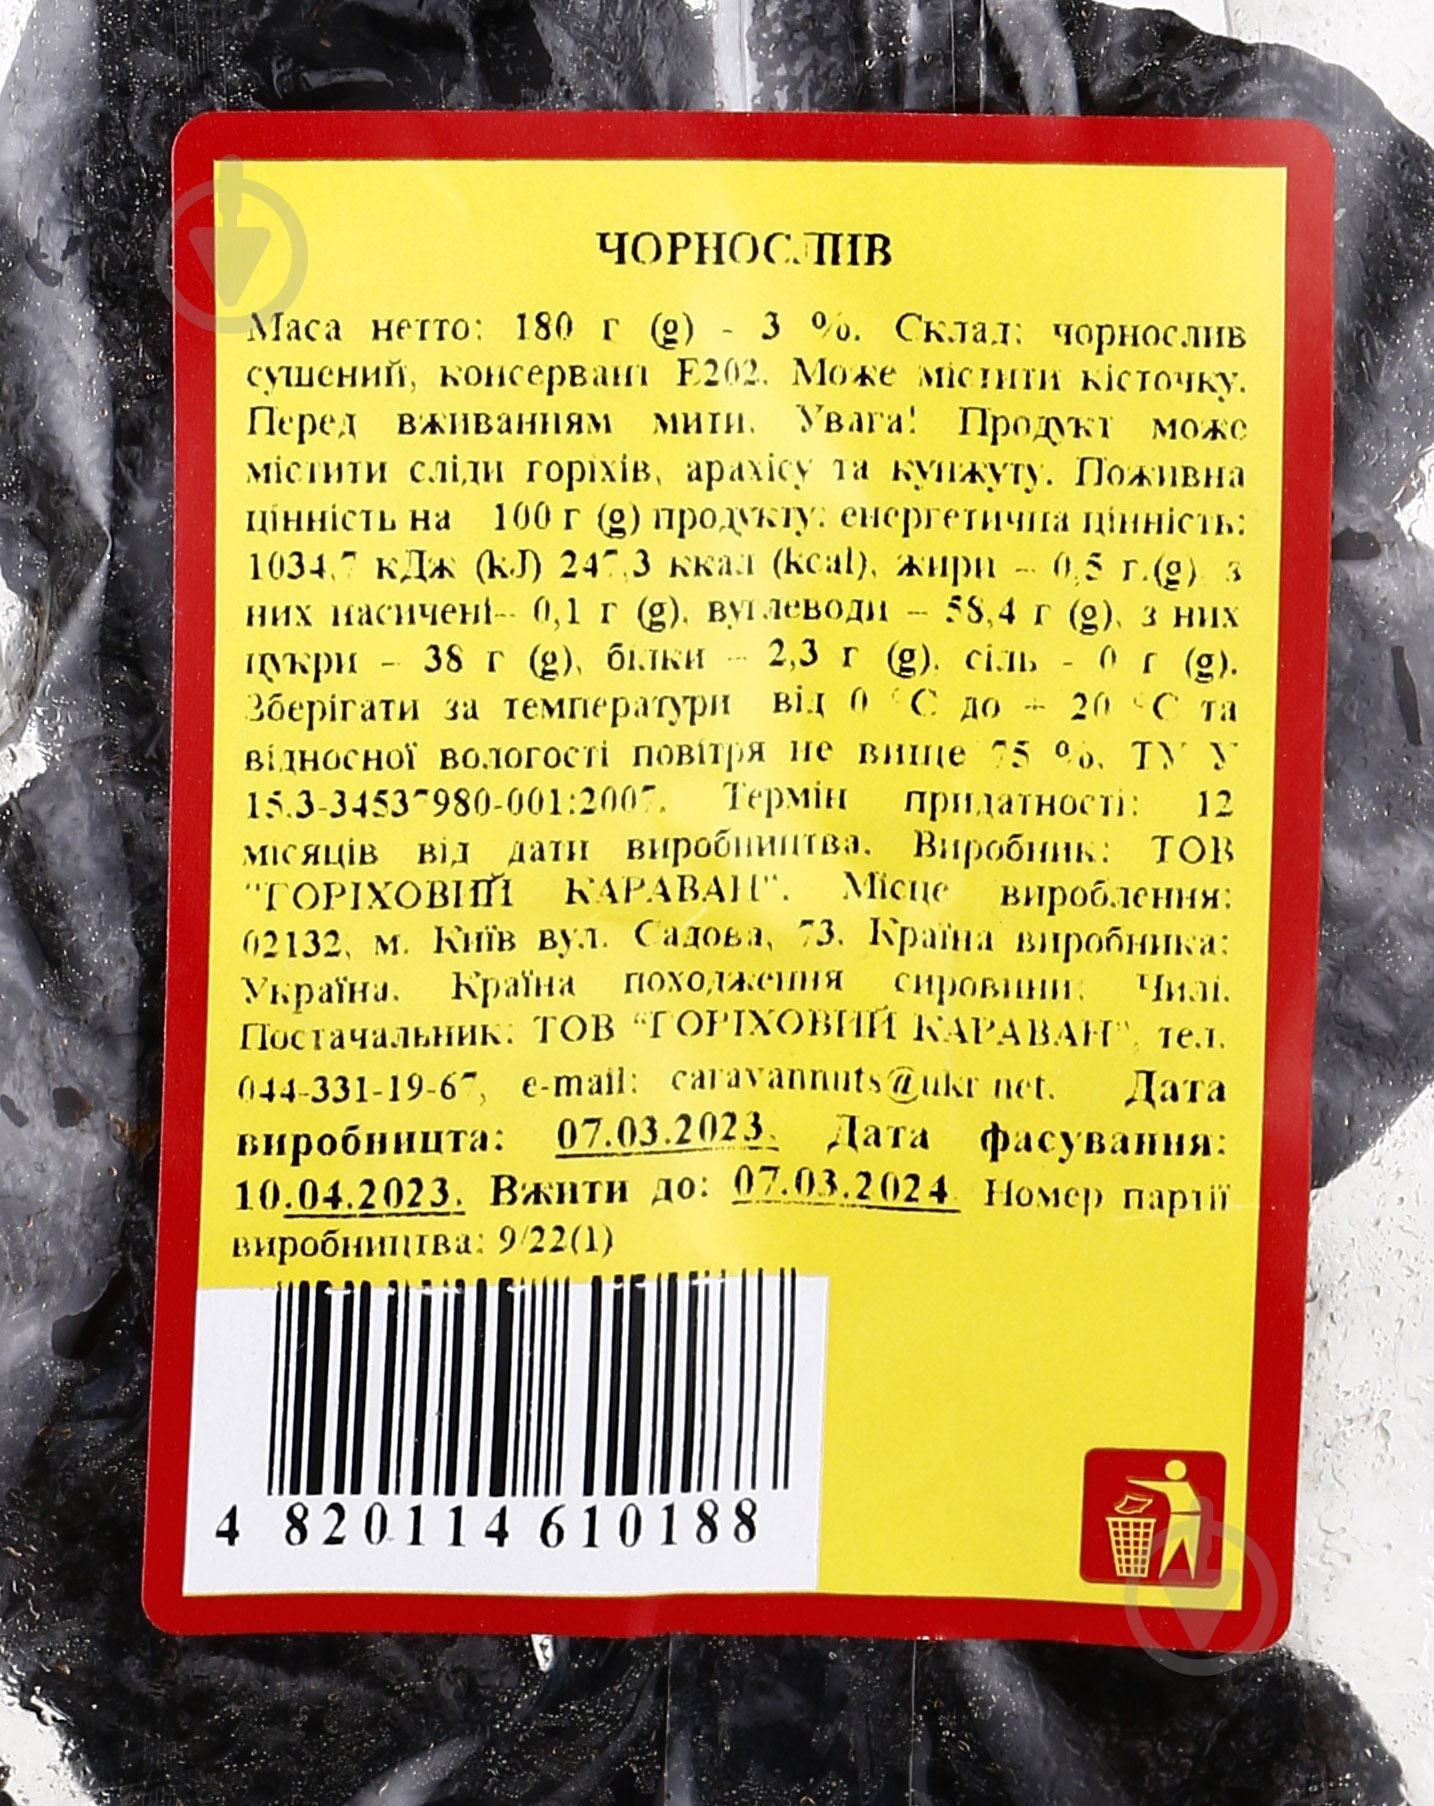 ЧОРНОСЛИВ
Маса нетто: 180 г (g) - 3 %. Склад: чорнослив
сушений, консервант Е202. Може містити кісточку.
Перед вживанням мити. Увага! Продукт може
містити сліди горіхів, арахісу та кунжуту. Поживна
цінність на 100 г (g) продукту: енергетична цінність:
1034,7 кДж (kJ) 247,3 ккал (kcal), жири – 0,5 г.(g) з
них насичені– 0,1 г (g), вуглеводи – 58,4 г (g), з них
цукри – 38 г (g), білки – 2,3 г (g), сіль - 0 г (g).
Зберігати за температури від 0 °С до + 20 °С та
відносної вологості повітря не вище 75 %. ТУ У
15.3-34537980-001:2007. Термін придатності: 12
місяців від дати виробництва. Виробник: ТОВ
"ГОРІХОВИЙ КАРАВАН". Місце вироблення:
02132, м. Київ вул. Садова, 73. Країна виробника:
Україна. Країна походження сировини: Чилі.
Постачальник: ТОВ “ГОРІХОВИЙ КАРАВАН”, тел.
044-331-19-67, e-mail: caravannuts@ukr.net. Дата
виробницта: 07.03.2023. Дата фасування:
10.04.2023. Вжити до: 07.03.2024 Номер партії
виробництва: 9/22(1)
4 820114 610188